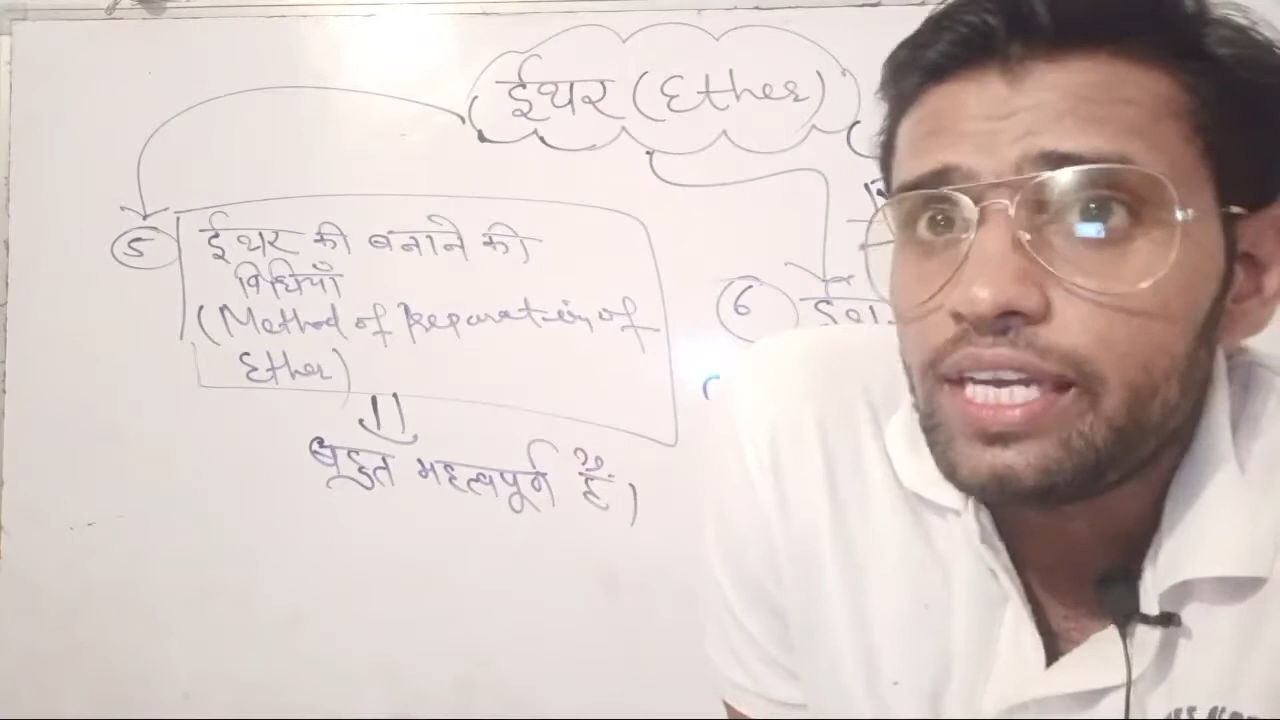 ईथर (Ether)
5
ईथर की बनाने की
विधियाँ
(Method of Preparation of
Ether)
बहुत महत्वपूर्ण हैं।
6